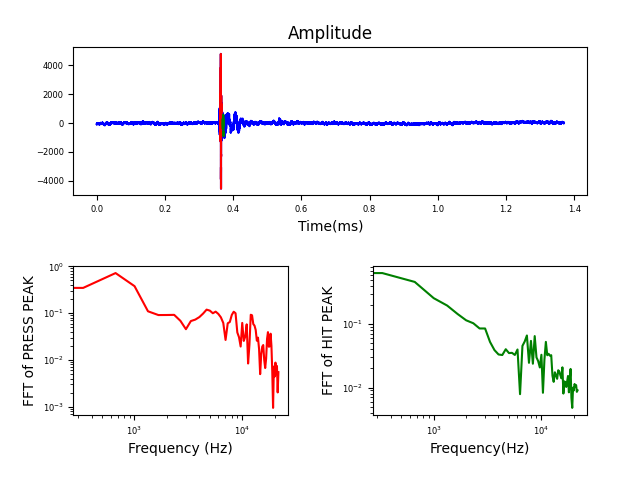 Amplitude
4000
2000
0
−2000
−4000
0.0 0.2 0.4 0.6 0.8 1.0 1.2 1.4
Time(ms)
FFT of PRESS PEAK
10⁰
10⁻¹
10⁻²
10⁻³
10³ 10⁴
Frequency (Hz)
FFT of HIT PEAK
10⁻¹
10⁻²
10³ 10⁴
Frequency(Hz)